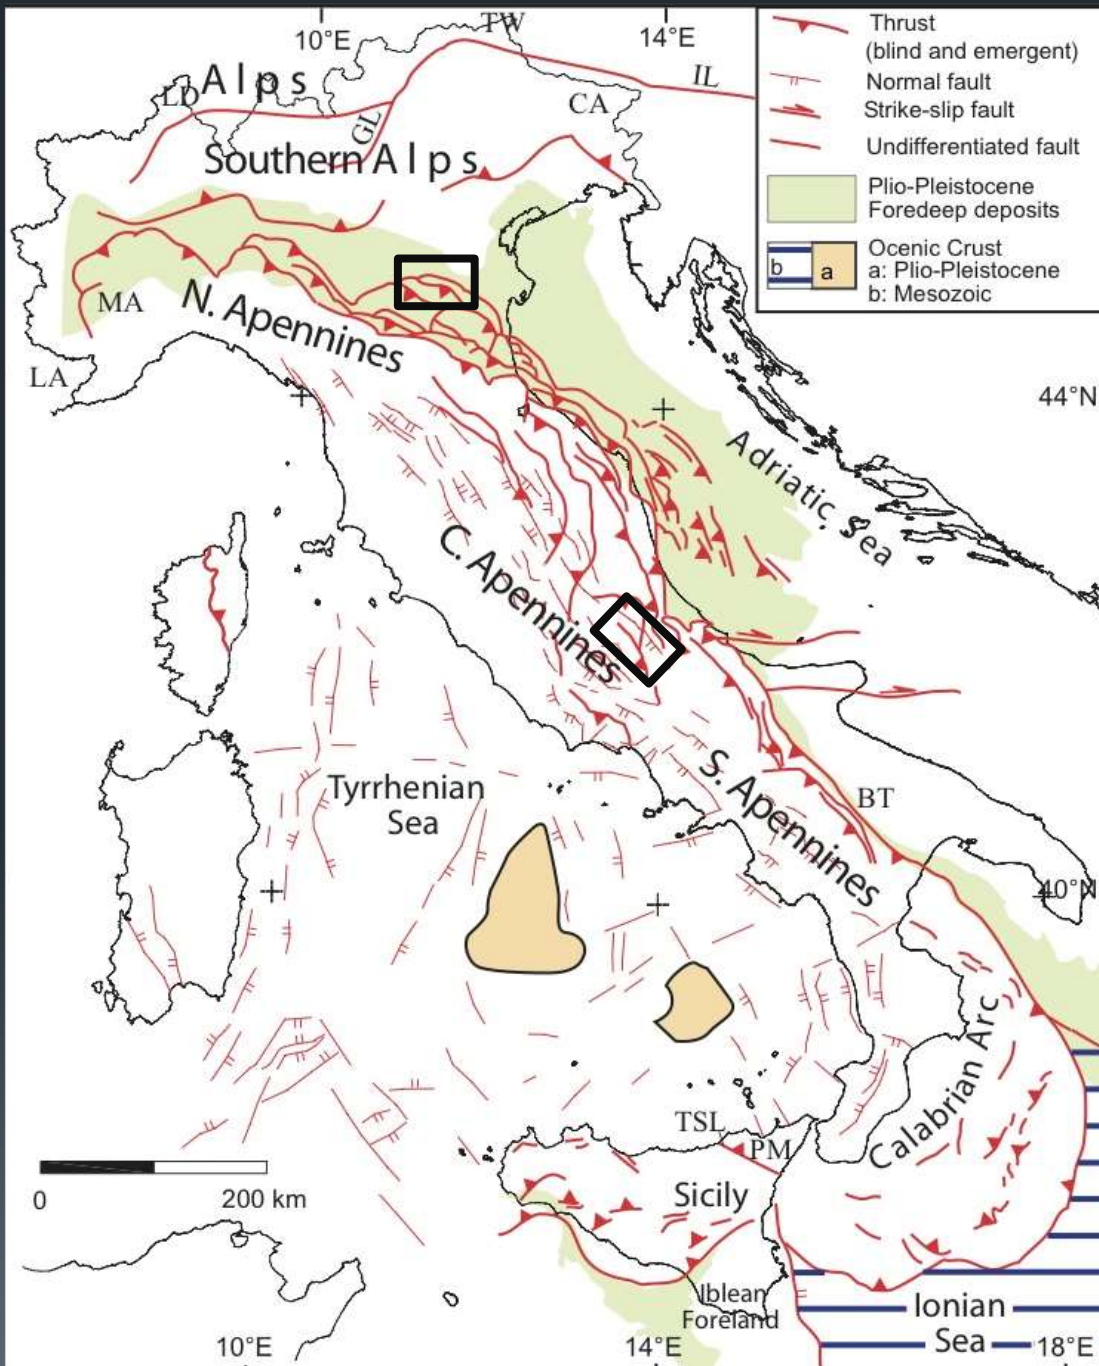 10°E
14°E
TW
Alps
LD
GL
IL
CA
Southern Alps
Thrust
(blind and emergent)
Normal fault
Strike-slip fault
Undifferentiated fault
Plio-Pleistocene
Foredeep deposits
b
a
Ocenic Crust
a: Plio-Pleistocene
b: Mesozoic
MA
N. Apennines
LA
44°N
Adriatic Sea
C. Apennines
Tyrrhenian
Sea
S. Apennines
BT
40°N
Calabrian Arc
TSL
PM
Sicily
0
200 km
Iblean
Foreland
Ionian
Sea
10°E
14°E
18°E